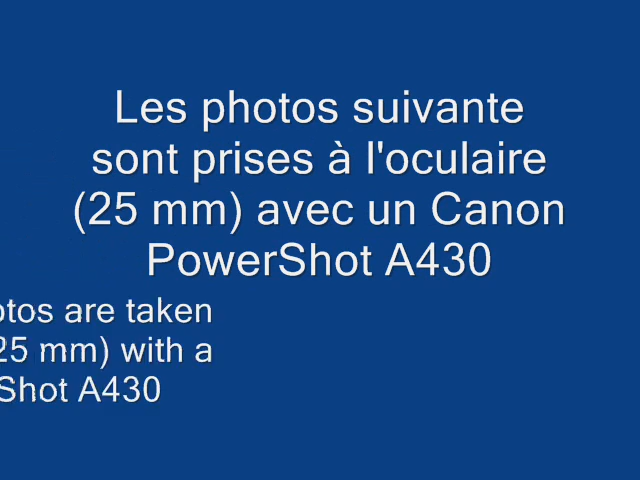 Les photos suivante
sont prises à l'oculaire
(25 mm) avec un Canon
PowerShot A430
otos are taken
25 mm) with a
Shot A430